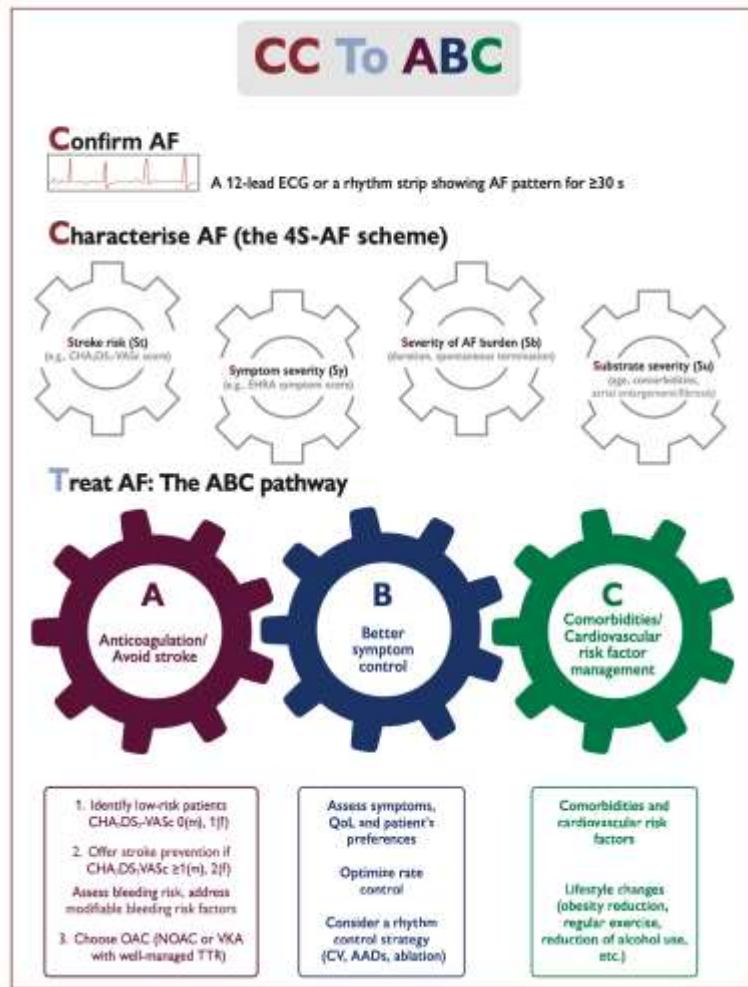 CC To ABC
Confirm AF
A 12-lead ECG or a rhythm strip showing AF pattern for ≥30 s
Characterise AF (the 4S-AF scheme)
Stroke risk (St)
(e.g., CHA₂DS₂-VASc score)
Symptom severity (Sy)
(e.g., EHRA symptom score)
Severity of AF burden (Sb)
(duration, spontaneous termination)
Substrate severity (Su)
(age, comorbidities,
atrial enlargement/fibrosis)
Treat AF: The ABC pathway
A
Anticoagulation/
Avoid stroke
B
Better
symptom
control
C
Comorbidities/
Cardiovascular
risk factor
management
1. Identify low-risk patients
CHA₂DS₂-VASc 0(m), 1(f)
2. Offer stroke prevention if
CHA₂DS₂-VASc ≥1(m), 2(f)
Assess bleeding risk, address
modifiable bleeding risk factors
3. Choose OAC (NOAC or VKA
with well-managed TTR)
Assess symptoms,
QoL and patient's
preferences
Optimize rate
control
Consider a rhythm
control strategy
(CV, AADs, ablation)
Comorbidities and
cardiovascular risk
factors
Lifestyle changes
(obesity reduction,
regular exercise,
reduction of alcohol use,
etc.)